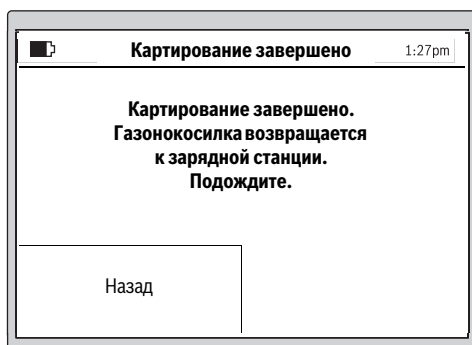 Картирование завершено
1:27pm
Картирование завершено.
Газонокосилка возвращается
к зарядной станции.
Подождите.
Назад